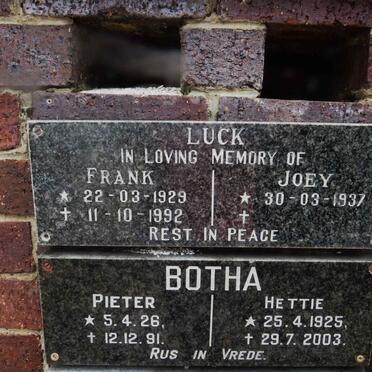 LUCK
IN LOVING MEMORY OF
FRANK JOEY
★ 22-03-1929 ★ 30-03-1937
✝ 11-10-1992 ✝
REST IN PEACE
BOTHA
PIETER HETTIE
★ 5.4.26. ★ 25.4.1925.
✝ 12.12.91. ✝ 29.7.2003.
RUS IN VREDE.